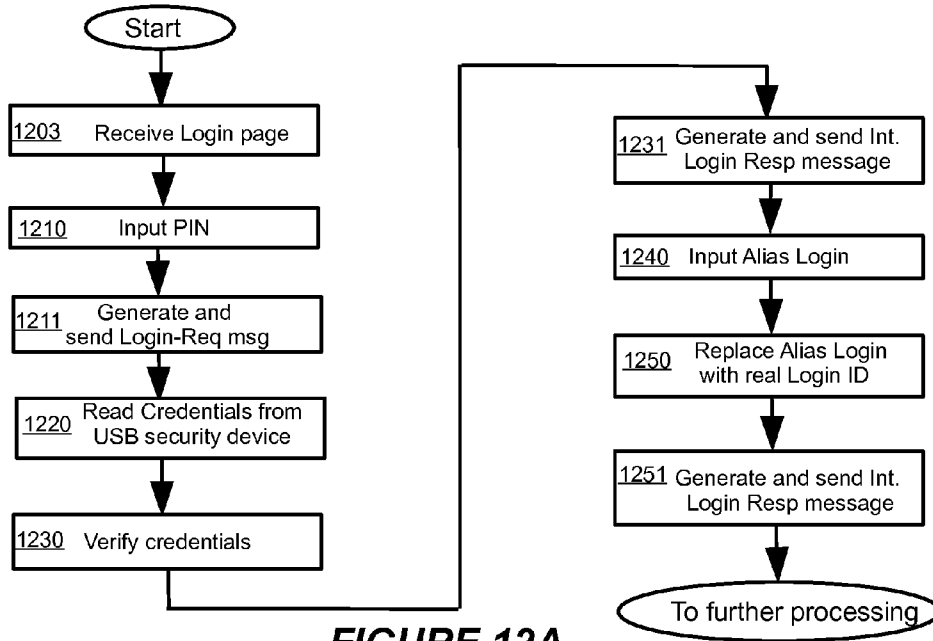 Start
1203 Receive Login page
1210 Input PIN
1211 Generate and
send Login-Req msg
1220 Read Credentials from
USB security device
1230 Verify credentials
1231 Generate and send Int.
Login Resp message
1240 Input Alias Login
1250 Replace Alias Login
with real Login ID
1251 Generate and send Int.
Login Resp message
To further processing
FIGURE 12A